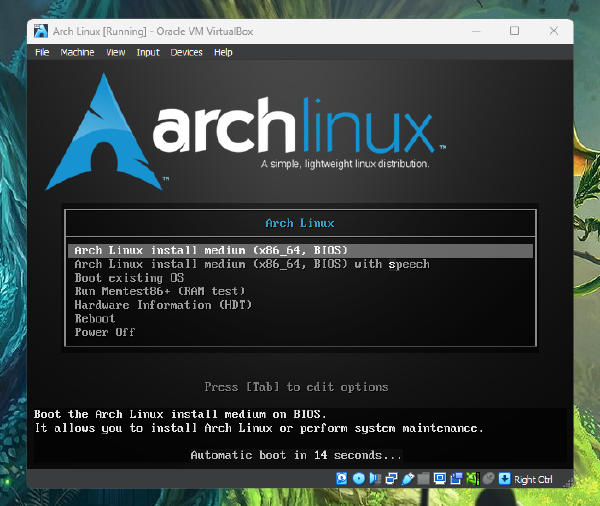 Arch Linux [Running] - Oracle VM VirtualBox
File Machine View Input Devices Help
archlinux™
A simple, lightweight linux distribution.
™
Arch Linux
Arch Linux install medium (x86_64, BIOS)
Arch Linux install medium (x86_64, BIOS) with speech
Boot existing OS
Run Memtest86+ (RAM test)
Hardware Information (HDT)
Reboot
Power Off
Press [Tab] to edit options
Boot the Arch Linux install medium on BIOS.
It allows you to install Arch Linux or perform system maintenance.
Automatic boot in 14 seconds...
Right Ctrl